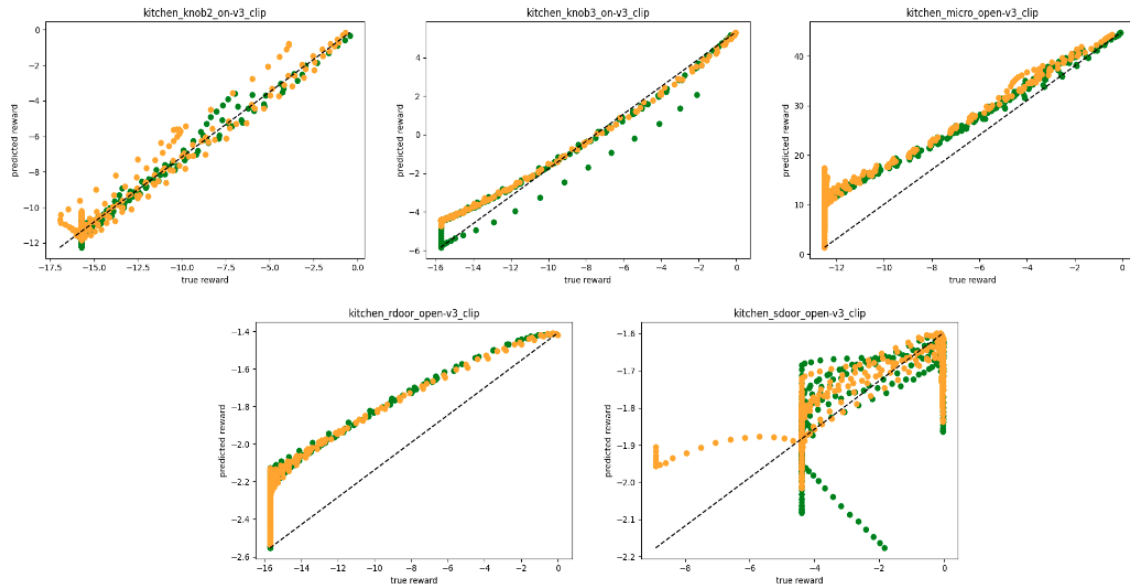 kitchen_knob2_on-v3_clip
predicted reward
0
−2
−4
−6
−8
−10
−12
−17.5 −15.0 −12.5 −10.0 −7.5 −5.0 −2.5 0.0
true reward
kitchen_knob3_on-v3_clip
predicted reward
4
2
0
−2
−4
−6
−16 −14 −12 −10 −8 −6 −4 −2 0
true reward
kitchen_micro_open-v3_clip
predicted reward
40
30
20
10
0
−12 −10 −8 −6 −4 −2 0
true reward
kitchen_rdoor_open-v3_clip
predicted reward
−1.4
−1.6
−1.8
−2.0
−2.2
−2.4
−2.6
−16 −14 −12 −10 −8 −6 −4 −2 0
true reward
kitchen_sdoor_open-v3_clip
predicted reward
−1.6
−1.7
−1.8
−1.9
−2.0
−2.1
−2.2
−8 −6 −4 −2 0
true reward